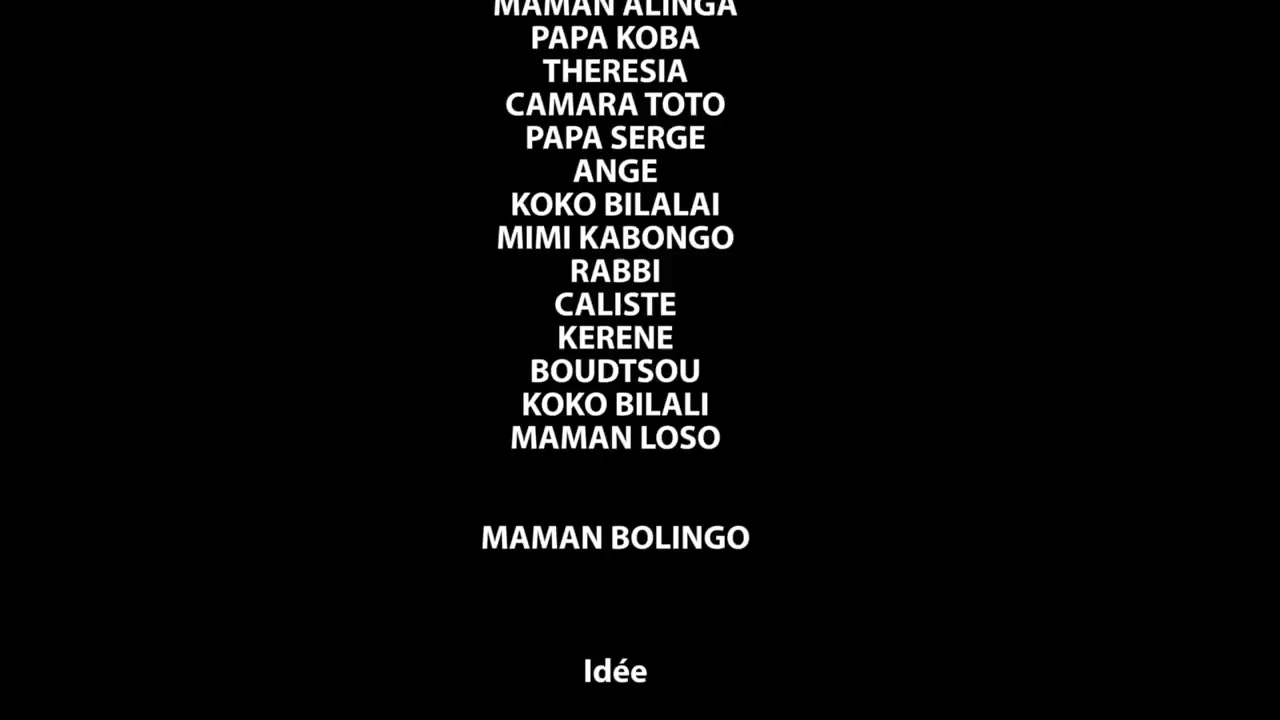 MAMAN ALINGA
PAPA KOBA
THERESIA
CAMARA TOTO
PAPA SERGE
ANGE
KOKO BILALAI
MIMI KABONGO
RABBI
CALISTE
KERENE
BOUDTSOU
KOKO BILALI
MAMAN LOSO
MAMAN BOLINGO
Idée